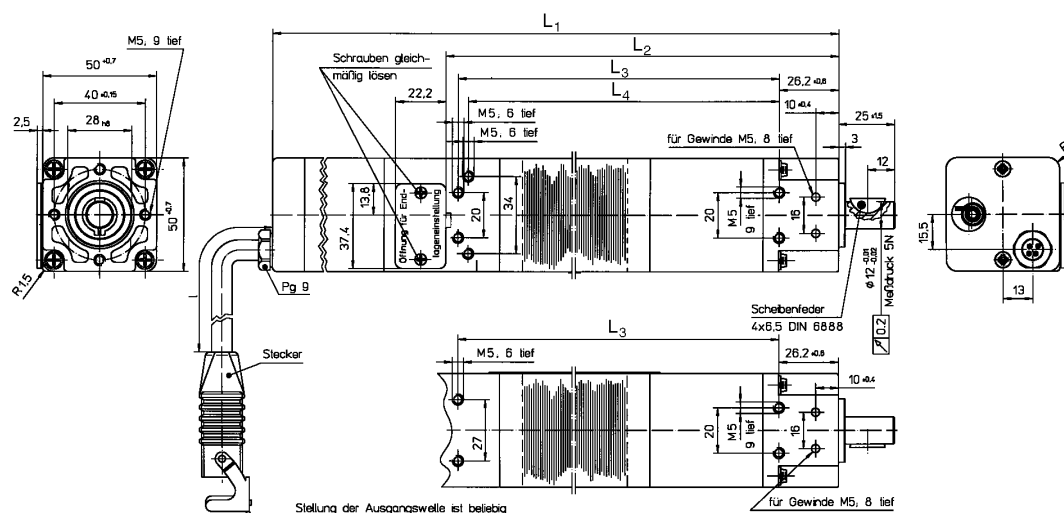 M5, 9 tief
50 +0,7
40 +0,15
28 h8
2,5
50 +0,7
R 1,5
L1
L2
L3
L4
Schrauben gleich-
mäßig lösen
22,2
M5, 6 tief
M5, 6 tief
26,2 +0,6
10 +0,4
25 ±1,5
3
12
für Gewinde M5, 8 tief
13,8
37,4
Öffnung für End-
lageneinstellung
20
34
20
M5
9 tief
16
ø 12 -0,01 -0,02
Meßdruck 5N
0,2
Scheibenfeder
4x6,5 DIN 6888
15,5
13
Pg 9
l
Stecker
L3
M5, 6 tief
26,2 +0,6
10 +0,4
27
20
M5
9 tief
16
für Gewinde M5, 8 tief
Stellung der Ausgangswelle ist beliebig